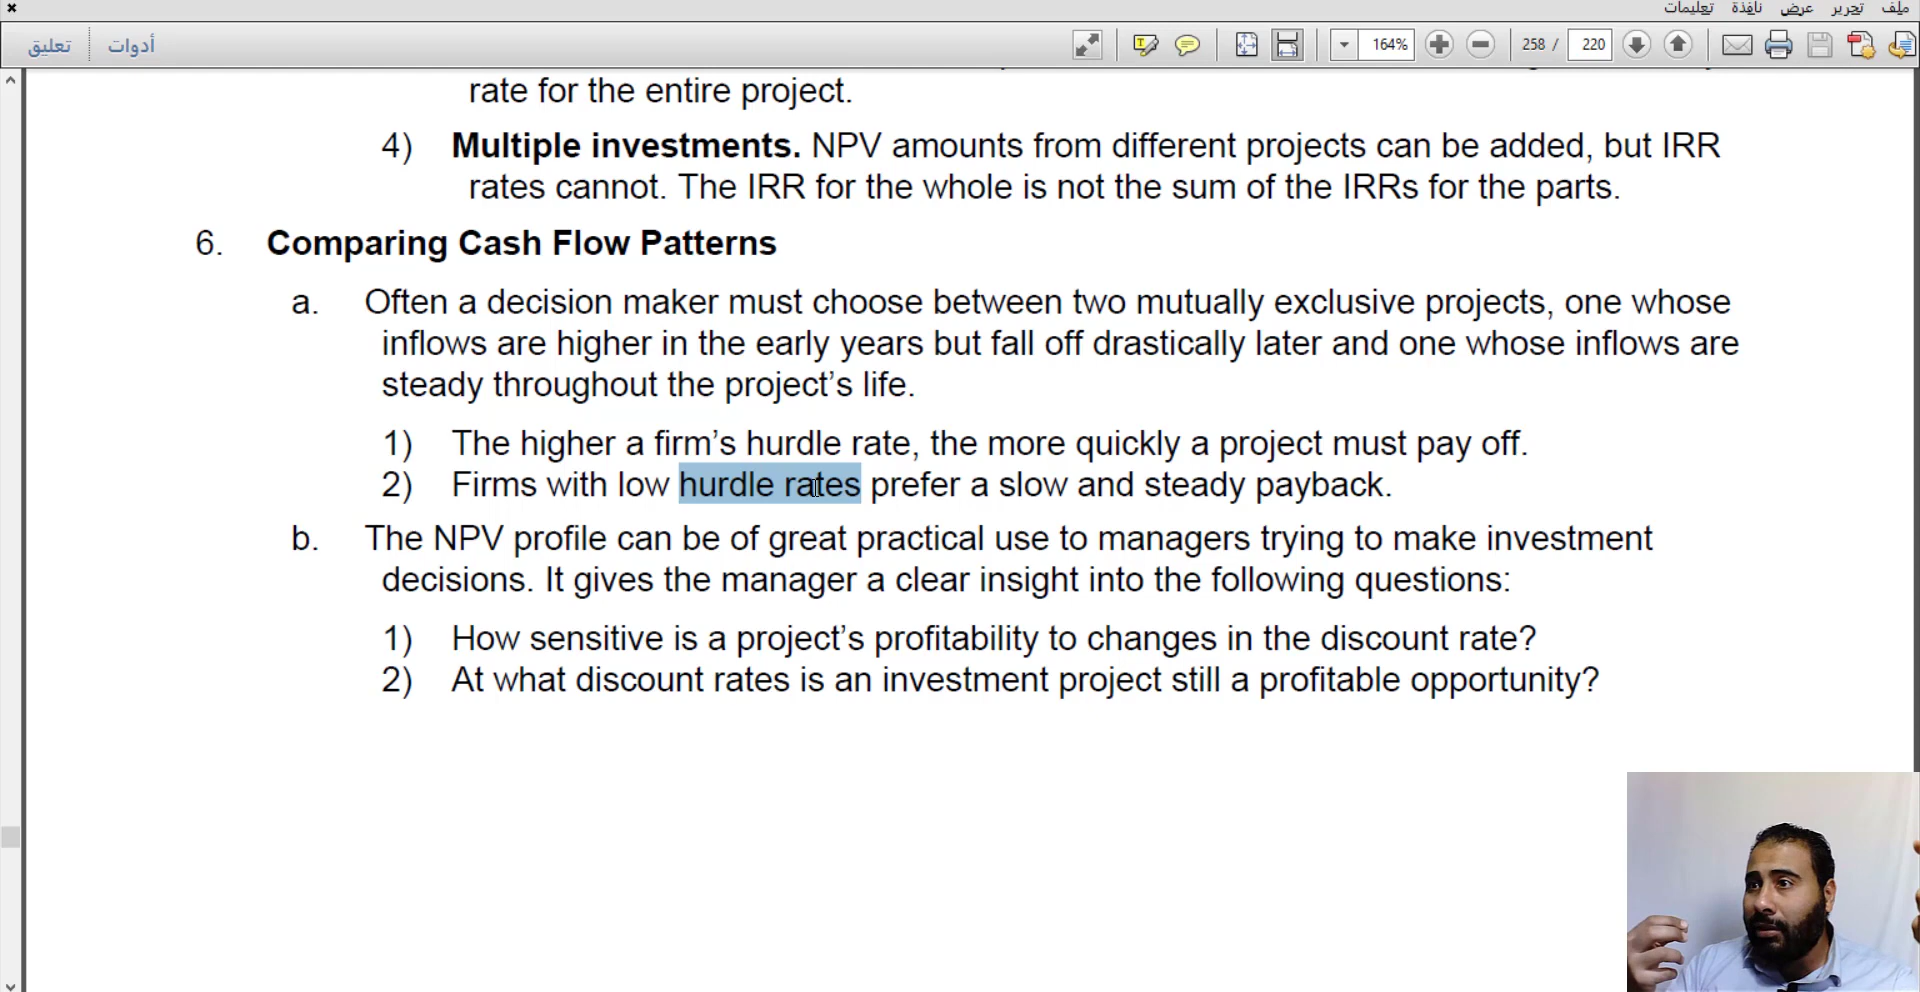 ملف تحرير عرض نافذة تعليمات
220 / 258 164% أدوات تعليق
rate for the entire project.
4) Multiple investments. NPV amounts from different projects can be added, but IRR
rates cannot. The IRR for the whole is not the sum of the IRRs for the parts.
6. Comparing Cash Flow Patterns
a. Often a decision maker must choose between two mutually exclusive projects, one whose
inflows are higher in the early years but fall off drastically later and one whose inflows are
steady throughout the project’s life.
1) The higher a firm’s hurdle rate, the more quickly a project must pay off.
2) Firms with low hurdle rates prefer a slow and steady payback.
b. The NPV profile can be of great practical use to managers trying to make investment
decisions. It gives the manager a clear insight into the following questions:
1) How sensitive is a project’s profitability to changes in the discount rate?
2) At what discount rates is an investment project still a profitable opportunity?